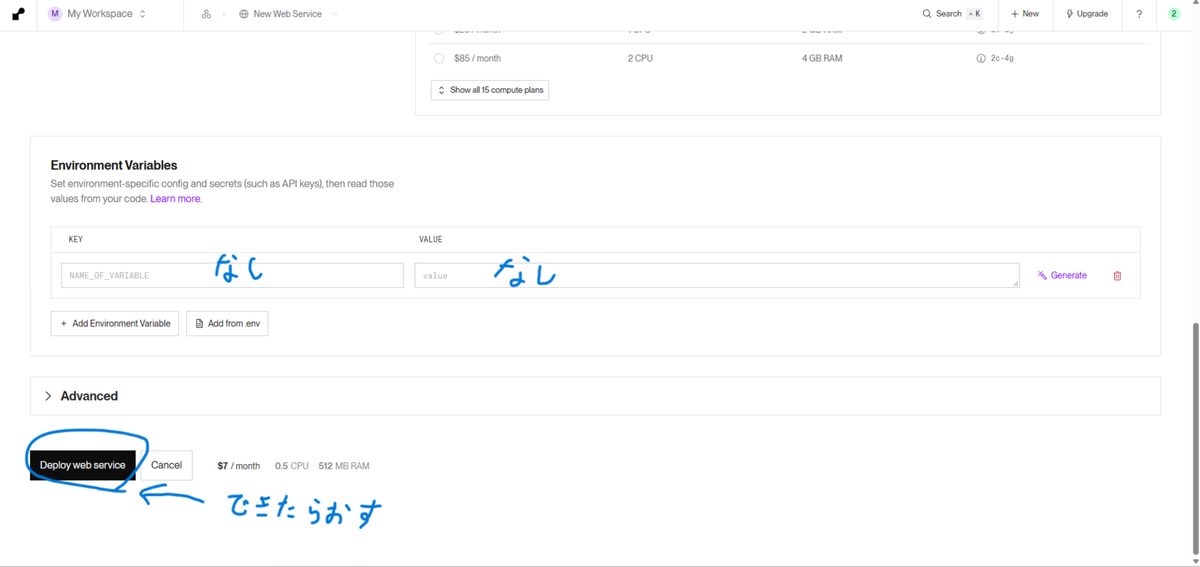 M My Workspace New Web Service Search K + New Upgrade ? 2
$85 / month 2 CPU 4 GB RAM 2c-4g
Show all 15 compute plans
Environment Variables
Set environment-specific config and secrets (such as API keys), then read those
values from your code. Learn more.
KEY VALUE
NAME_OF_VARIABLE なし value なし Generate
+ Add Environment Variable Add from .env
Advanced
Deploy web service Cancel $7 / month 0.5 CPU 512 MB RAM
できたらおす